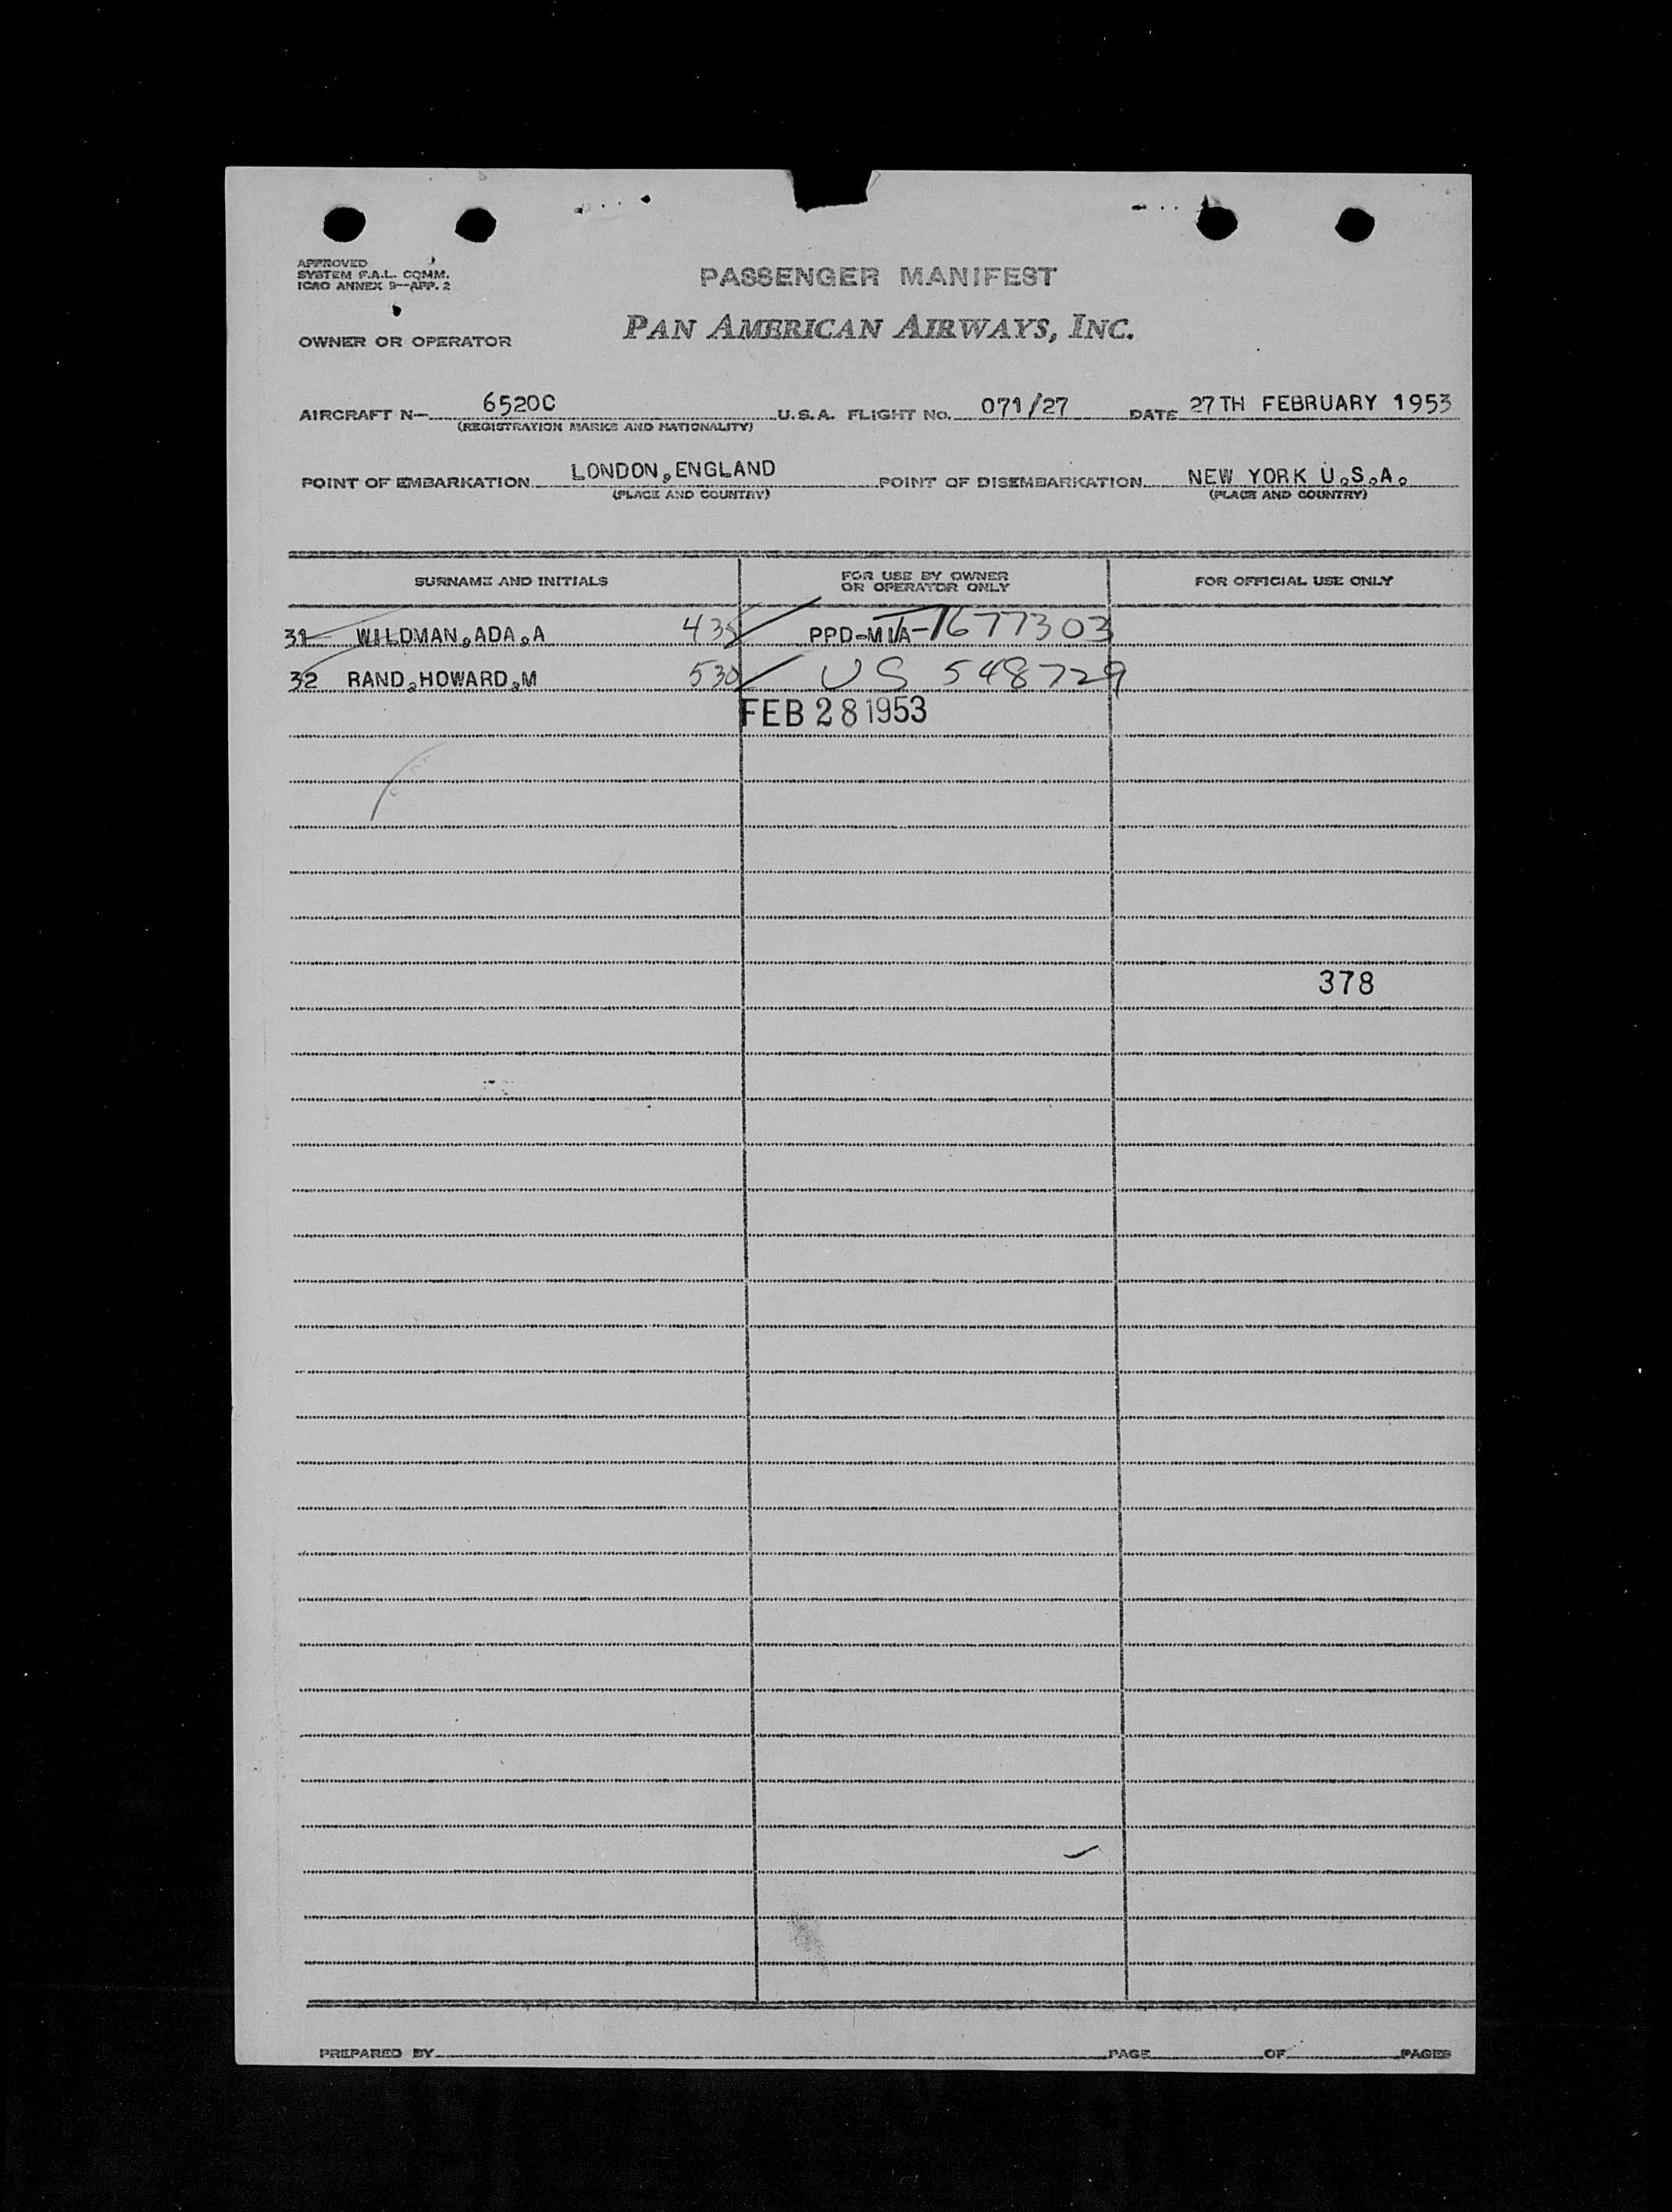 APPROVED
SYSTEM F.A.L. COMM.
ICAO ANNEX 9—APP. 2
PASSENGER MANIFEST
OWNER OR OPERATOR PAN AMERICAN AIRWAYS, INC.
AIRCRAFT N— 6520C U.S.A. FLIGHT No. 071/27 DATE 27TH FEBRUARY 1953
(REGISTRATION MARKS AND NATIONALITY)
POINT OF EMBARKATION LONDON,ENGLAND POINT OF DISEMBARKATION NEW YORK U.S.A.
(PLACE AND COUNTRY) (PLACE AND COUNTRY)
SURNAME AND INITIALS FOR USE BY OWNER OR OPERATOR ONLY FOR OFFICIAL USE ONLY
31 WILDMAN,ADA,A 435 PPD-MIA T-1677303
32 RAND,HOWARD,M 530 US 548729
FEB 28 1953
378
PREPARED BY PAGE OF PAGES